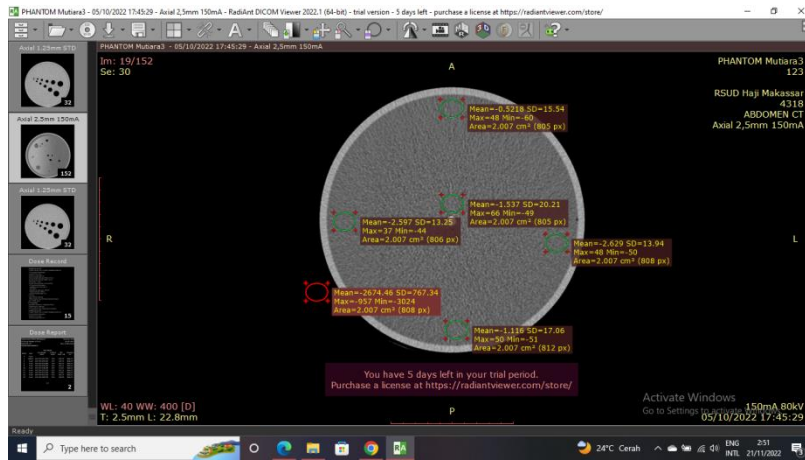 PHANTOM Mutiara3 - 05/10/2022 17:45:29 - Axial 2,5mm 150mA - RadiAnt DICOM Viewer 2022.1 (64-bit) - trial version - 5 days left - purchase a license at https://radiantviewer.com/store/
Axial 1.25mm STD
32
Axial 2.5mm 150mA
152
Axial 1.25mm STD
32
Dose Record
15
Dose Report
2
PHANTOM Mutiara3 - 05/10/2022 17:45:29 - Axial 2,5mm 150mA
Im: 19/152
Se: 30
A
PHANTOM Mutiara3
123
RSUD Haji Makassar
4318
ABDOMEN CT
Axial 2,5mm 150mA
Mean=-0.5218 SD=15.54
Max=48 Min=-60
Area=2.007 cm² (805 px)
Mean=-1.537 SD=20.21
Max=66 Min=-49
Area=2.007 cm² (805 px)
Mean=-2.597 SD=13.25
Max=37 Min=-44
Area=2.007 cm² (806 px)
R
L
Mean=-2.629 SD=13.94
Max=48 Min=-50
Area=2.007 cm² (808 px)
Mean=-2674.46 SD=767.34
Max=-957 Min=-3024
Area=2.007 cm² (808 px)
Mean=-1.116 SD=17.06
Max=50 Min=-51
Area=2.007 cm² (812 px)
You have 5 days left in your trial period.
Purchase a license at https://radiantviewer.com/store/
WL: 40 WW: 400 [D]
T: 2.5mm L: 22.8mm
P
Activate Windows
Go to Settings to activate Windows.
150mA 80kV
05/10/2022 17:45:29
Ready
Type here to search
24°C Cerah
ENG
INTL
2:51
21/11/2022